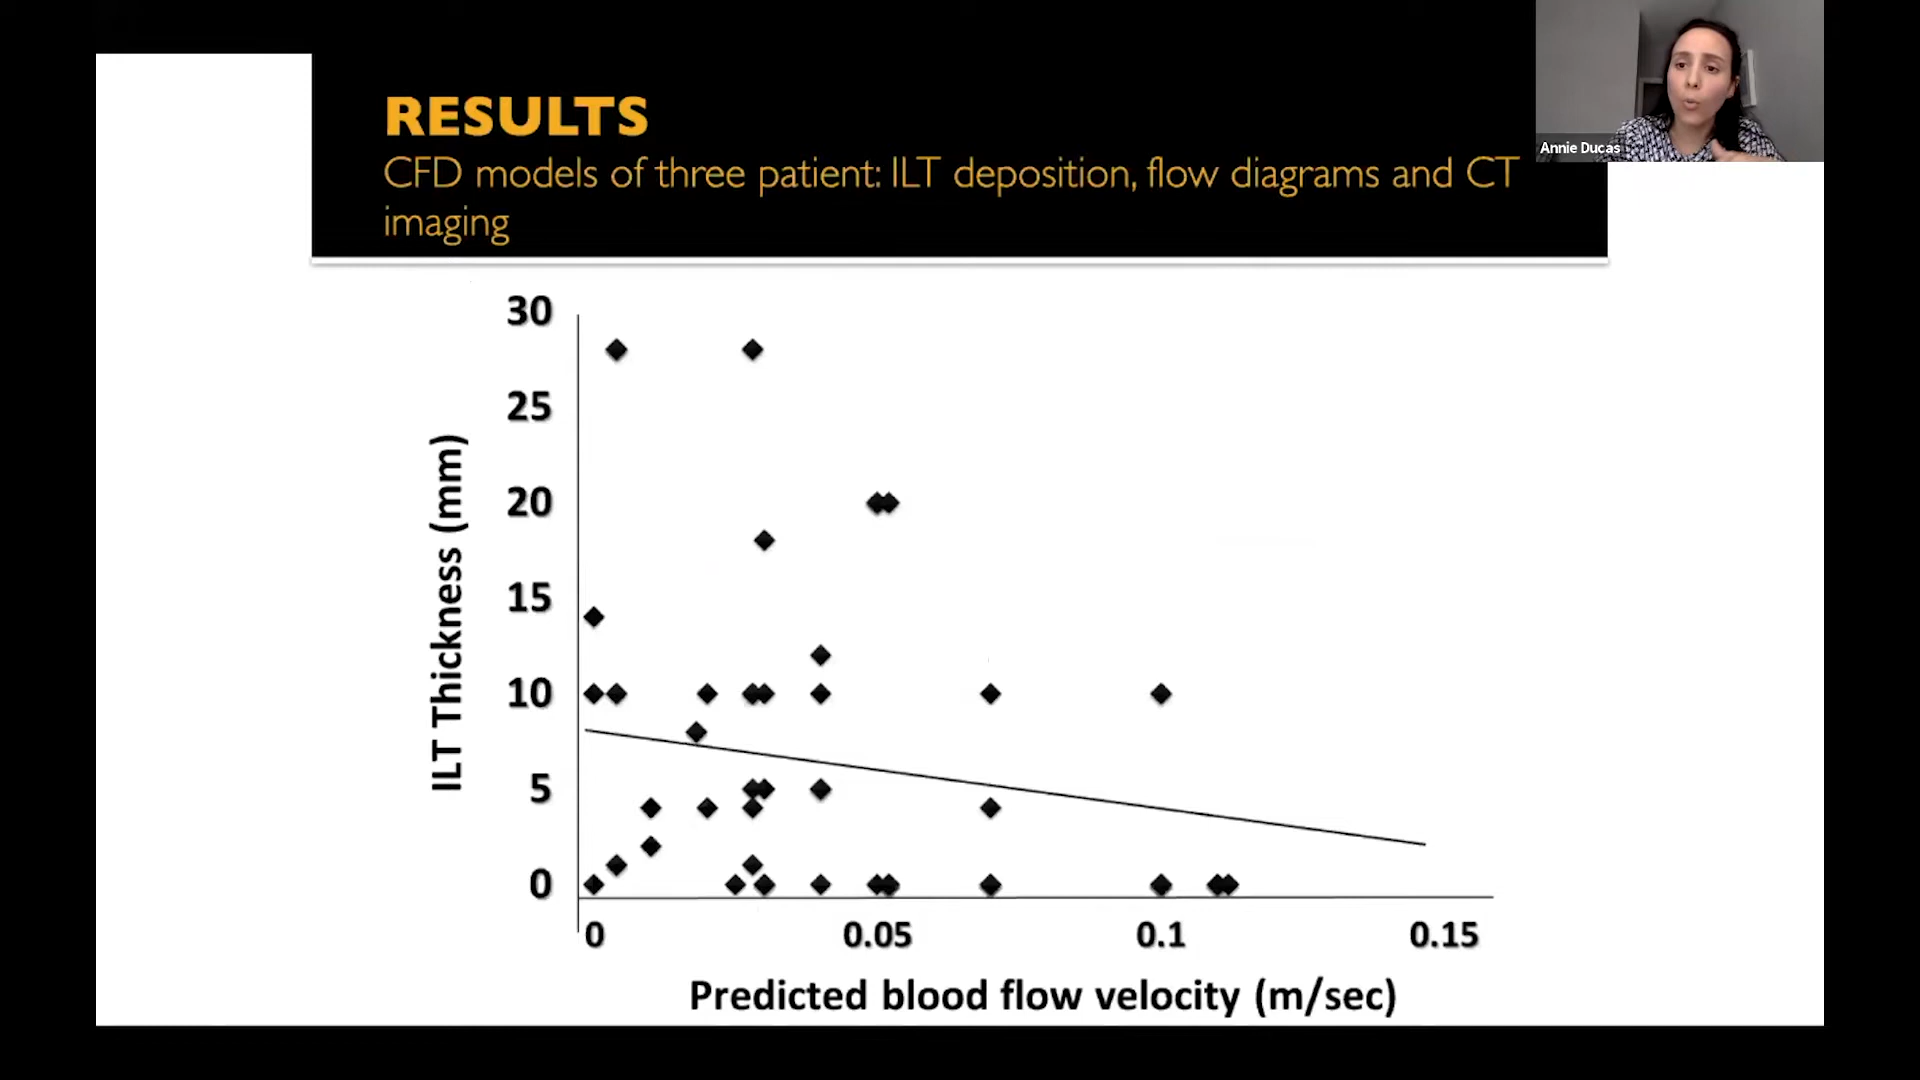 RESULTS
CFD models of three patient: ILT deposition, flow diagrams and CT
imaging
Annie Ducas
30
25
20
15
10
5
0
ILT Thickness (mm)
0 0.05 0.1 0.15
Predicted blood flow velocity (m/sec)